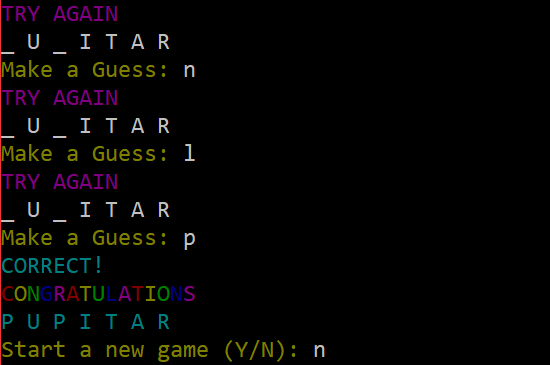 TRY AGAIN
_ U _ I T A R
Make a Guess: n
TRY AGAIN
_ U _ I T A R
Make a Guess: l
TRY AGAIN
_ U _ I T A R
Make a Guess: p
CORRECT!
CONGRATULATIONS
P U P I T A R
Start a new game (Y/N): n